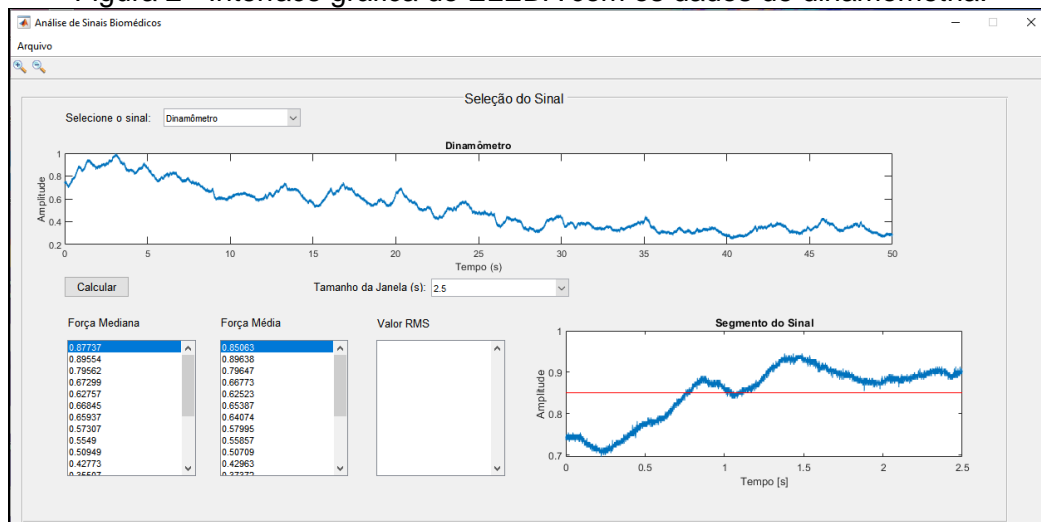 Figura 2 - Interface gráfica do
com os dados de dinamometria.
Análise de Sinais Biomédicos
Arquivo
Seleção do Sinal
Selecione o sinal: Dinamômetro
Dinamômetro
Amplitude
1
0.8
0.6
0.4
0.2
0 5 10 15 20 25 30 35 40 45 50
Tempo (s)
Calcular
Tamanho da Janela (s): 2.5
Força Mediana
0.87737
0.89554
0.79562
0.67299
0.62757
0.66845
0.65937
0.57307
0.5549
0.50949
0.42773
Força Média
0.85063
0.89638
0.79647
0.66773
0.62523
0.65387
0.64074
0.57995
0.55857
0.50709
0.42963
Valor RMS
Segmento do Sinal
Amplitude
1
0.9
0.8
0.7
0 0.5 1 1.5 2 2.5
Tempo [s]